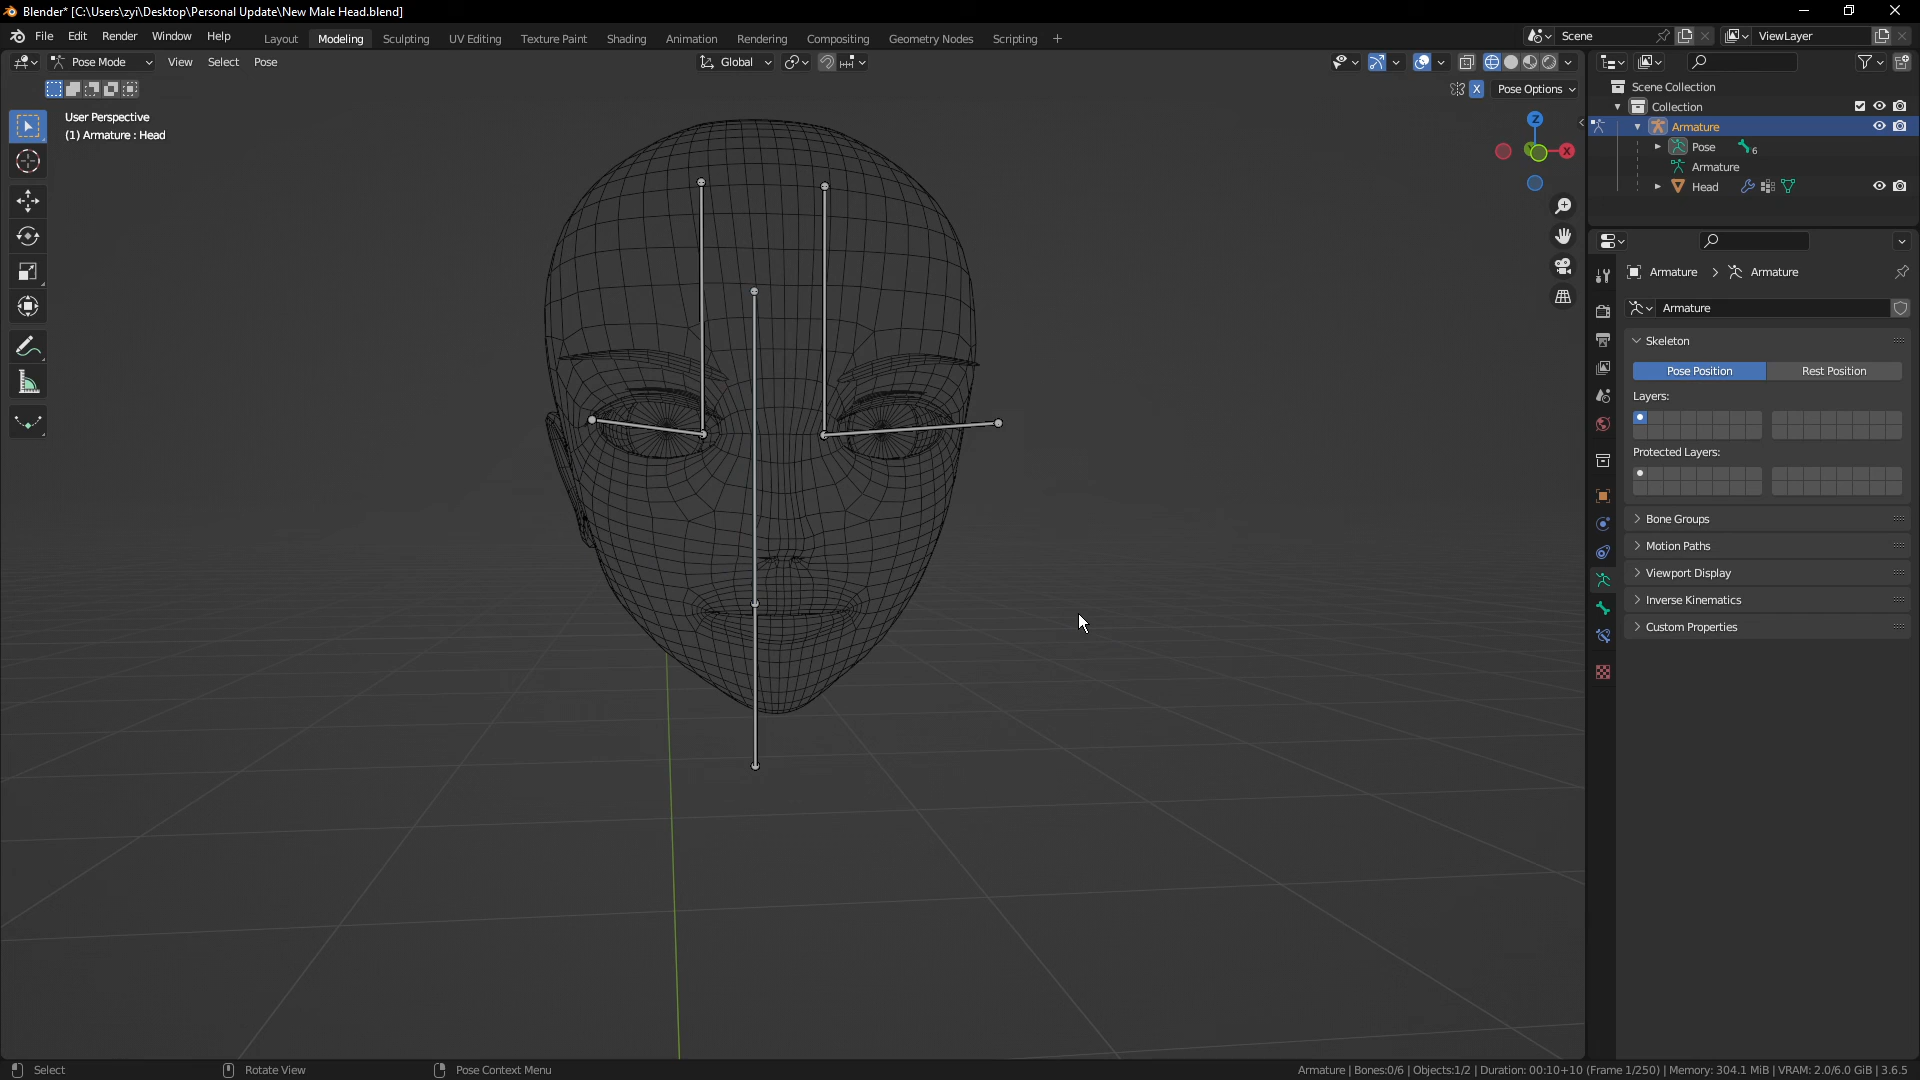 Blender* [C:\Users\zyi\Desktop\Personal Update\New Male Head.blend]
File Edit Render Window Help Layout Modeling Sculpting UV Editing Texture Paint Shading Animation Rendering Compositing Geometry Nodes Scripting + Scene ViewLayer
Pose Mode View Select Pose Global
X Pose Options
User Perspective
(1) Armature : Head
Z
X
Scene Collection
Collection
Armature
Pose 6
Armature
Head
Armature > Armature
Armature
Skeleton
Pose Position Rest Position
Layers:
Protected Layers:
Bone Groups
Motion Paths
Viewport Display
Inverse Kinematics
Custom Properties
Select Rotate View Pose Context Menu Armature | Bones:0/6 | Objects:1/2 | Duration: 00:10+10 (Frame 1/250) | Memory: 304.1 MiB | VRAM: 2.0/6.0 GiB | 3.6.5